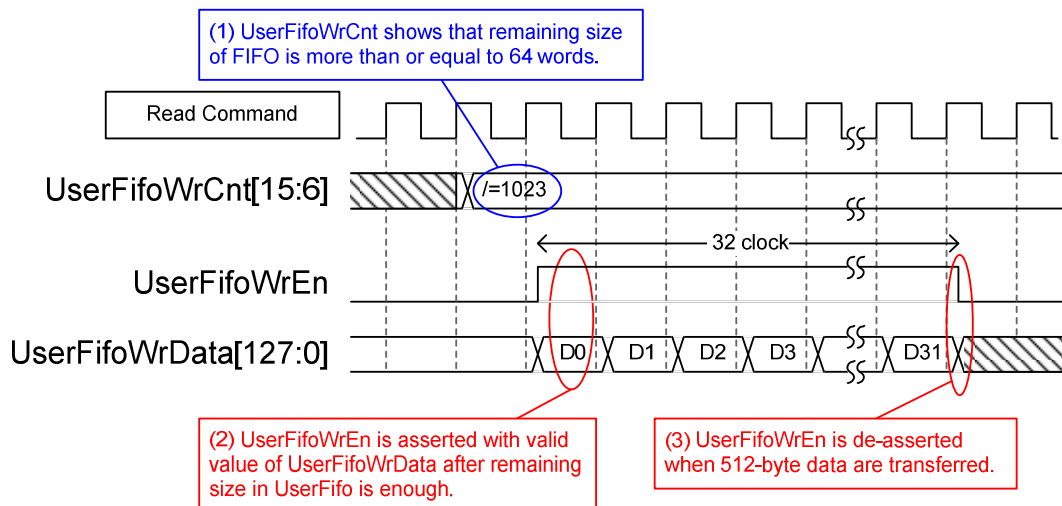 (1) UserFifoWrCnt shows that remaining size
of FIFO is more than or equal to 64 words.
Read Command
UserFifoWrCnt[15:6]
/=1023
32 clock
UserFifoWrEn
UserFifoWrData[127:0]
D0
D1
D2
D3
D31
(2) UserFifoWrEn is asserted with valid
value of UserFifoWrData after remaining
size in UserFifo is enough.
(3) UserFifoWrEn is de-asserted
when 512-byte data are transferred.